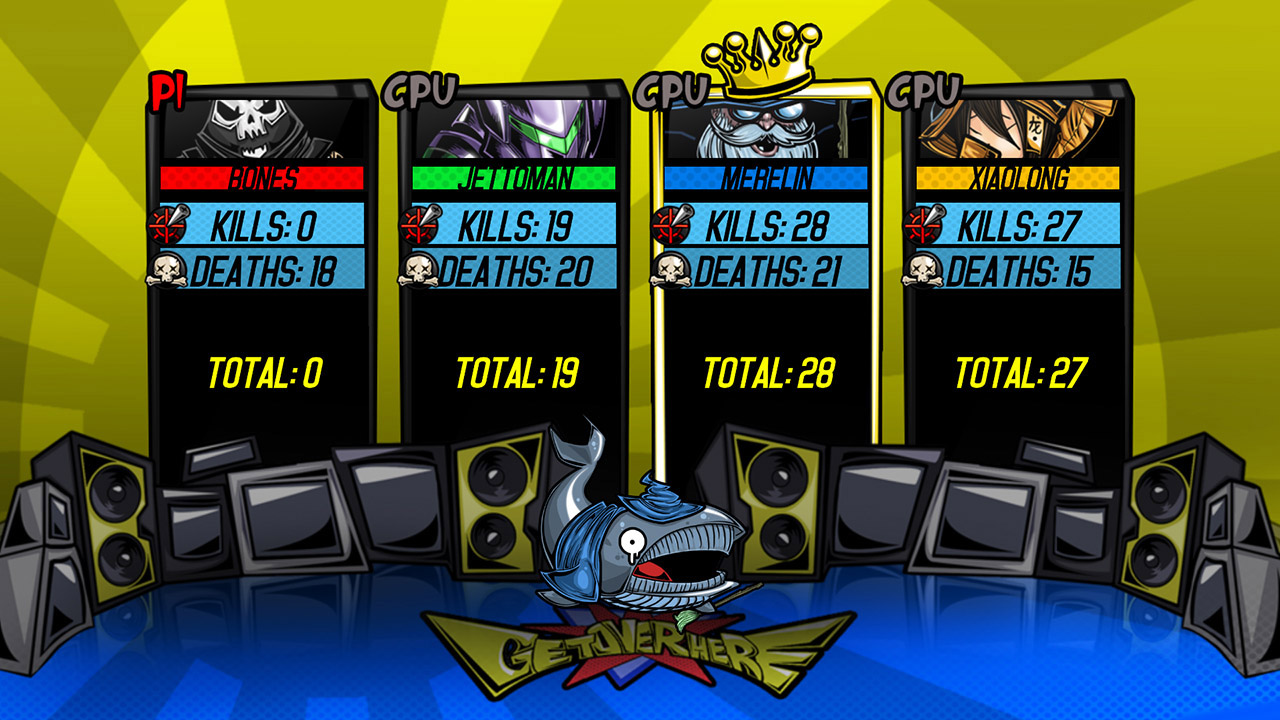 P1
BONES
KILLS: 0
DEATHS: 18
TOTAL: 0
CPU
JETTOMAN
KILLS: 19
DEATHS: 20
TOTAL: 19
CPU
MERELIN
KILLS: 28
DEATHS: 21
TOTAL: 28
CPU
龙
XIAOLONG
KILLS: 27
DEATHS: 15
TOTAL: 27
GETOVERHERE